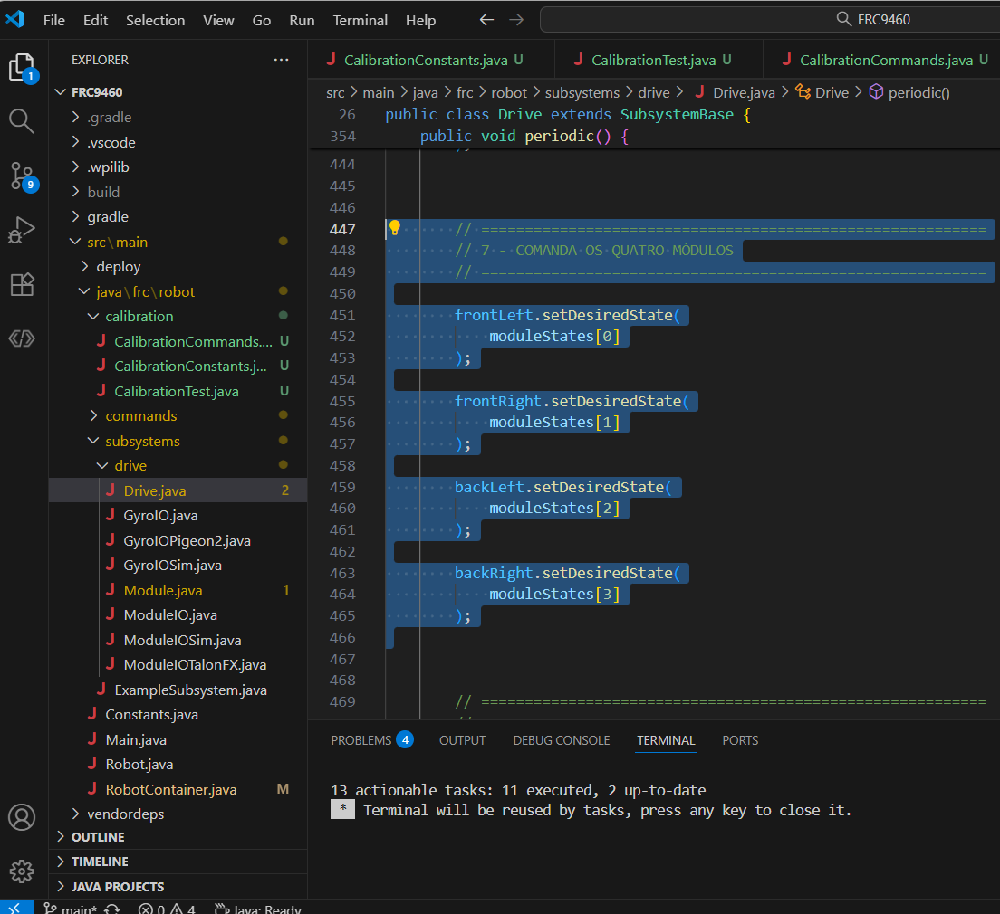 File Edit Selection View Go Run Terminal Help FRC9460
EXPLORER ...
FRC9460
.gradle
.vscode
.wpilib
build
gradle
src\main
deploy
java\frc\robot
calibration
CalibrationCommands.... U
CalibrationConstants.j... U
CalibrationTest.java U
commands
subsystems
drive
Drive.java 2
GyroIO.java
GyroIOPigeon2.java
GyroIOSim.java
Module.java 1
ModuleIO.java
ModuleIOSim.java
ModuleIOTalonFX.java
ExampleSubsystem.java
Constants.java
Main.java
Robot.java
RobotContainer.java M
vendordeps
OUTLINE
TIMELINE
JAVA PROJECTS
1
9
CalibrationConstants.java U CalibrationTest.java U CalibrationCommands.java U
src > main > java > frc > robot > subsystems > drive > Drive.java > Drive > periodic()
26 public class Drive extends SubsystemBase {
354 public void periodic() {
444
445
446
447 // ==========================================================
448 // 7 - COMANDA OS QUATRO MÓDULOS
449 // ==========================================================
450
451 frontLeft.setDesiredState(
452 moduleStates[0]
453 );
454
455 frontRight.setDesiredState(
456 moduleStates[1]
457 );
458
459 backLeft.setDesiredState(
460 moduleStates[2]
461 );
462
463 backRight.setDesiredState(
464 moduleStates[3]
465 );
466
467
468
469 // ==========================================================
PROBLEMS 4 OUTPUT DEBUG CONSOLE TERMINAL PORTS
13 actionable tasks: 11 executed, 2 up-to-date
* Terminal will be reused by tasks, press any key to close it.
main* 0 4 Java: Ready